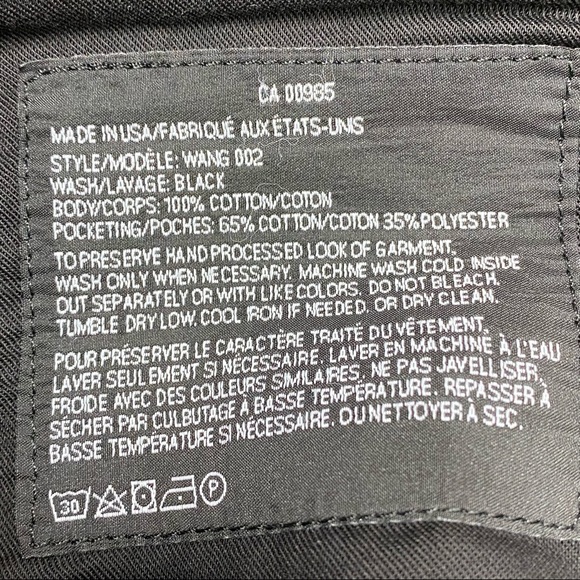 CA 00985
MADE IN USA/FABRIQUÉ AUX ÉTATS-UNIS
STYLE/MODÈLE: WANG 002
WASH/LAVAGE: BLACK
BODY/CORPS: 100% COTTON/COTON
POCKETING/POCHES: 65% COTTON/COTON 35%POLYESTER
TO PRESERVE HAND PROCESSED LOOK OF GARMENT,
WASH ONLY WHEN NECESSARY. MACHINE WASH COLD INSIDE
OUT SEPARATELY OR WITH LIKE COLORS. DO NOT BLEACH.
TUMBLE DRY LOW. COOL IRON IF NEEDED. OR DRY CLEAN.
POUR PRÉSERVER LE CARACTÈRE TRAITÉ DU VÊTEMENT,
LAVER SEULEMENT SI NÉCESSAIRE. LAVER EN MACHINE À L'EAU
FROIDE AVEC DES COULEURS SIMILAIRES. NE PAS JAVELLISER.
SÉCHER PAR CULBUTAGE À BASSE TEMPÉRATURE. REPASSER À
BASSE TEMPÉRATURE SI NÉCESSAIRE. OU NETTOYER À SEC.
30 P